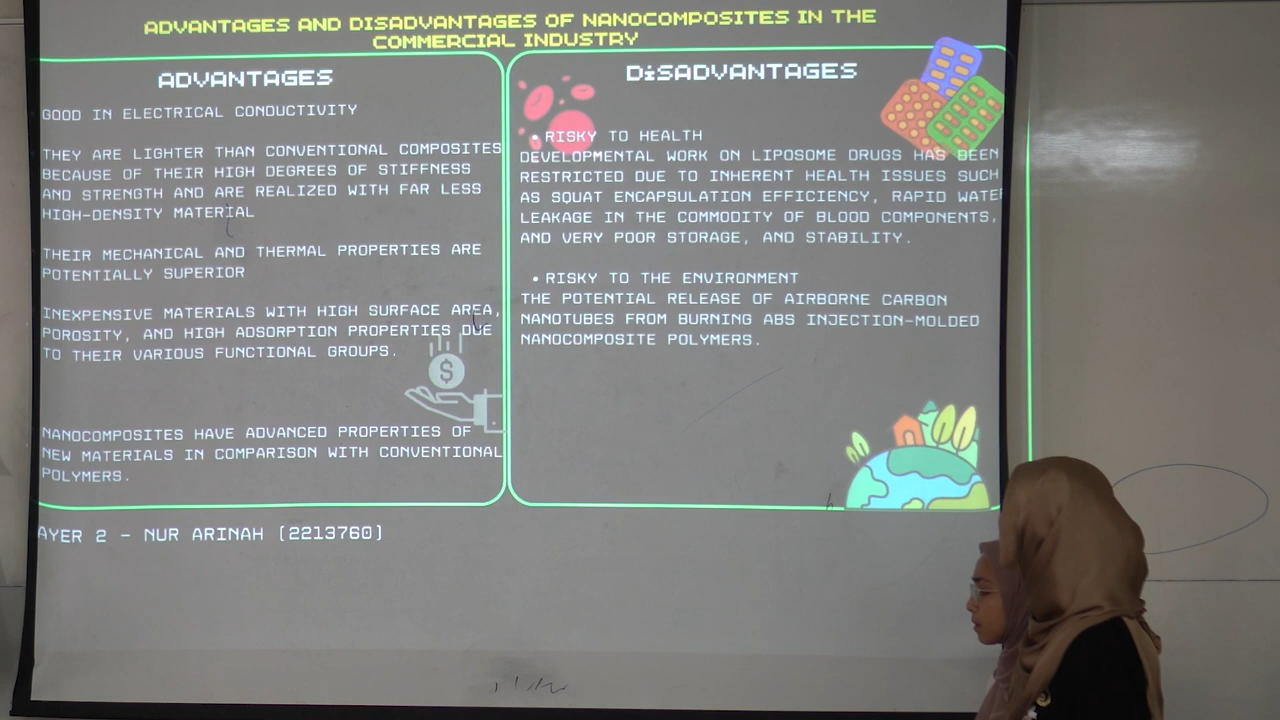 ADVANTAGES AND DISADVANTAGES OF NANOCOMPOSITES IN THE
COMMERCIAL INDUSTRY
ADVANTAGES
GOOD IN ELECTRICAL CONDUCTIVITY
THEY ARE LIGHTER THAN CONVENTIONAL COMPOSITES
BECAUSE OF THEIR HIGH DEGREES OF STIFFNESS
AND STRENGTH AND ARE REALIZED WITH FAR LESS
HIGH-DENSITY MATERIAL
THEIR MECHANICAL AND THERMAL PROPERTIES ARE
POTENTIALLY SUPERIOR
INEXPENSIVE MATERIALS WITH HIGH SURFACE AREA,
POROSITY, AND HIGH ADSORPTION PROPERTIES DUE
TO THEIR VARIOUS FUNCTIONAL GROUPS.
$
NANOCOMPOSITES HAVE ADVANCED PROPERTIES OF
NEW MATERIALS IN COMPARISON WITH CONVENTIONAL
POLYMERS.
DISADVANTAGES
• RISKY TO HEALTH
DEVELOPMENTAL WORK ON LIPOSOME DRUGS HAS BEEN
RESTRICTED DUE TO INHERENT HEALTH ISSUES SUCH
AS SQUAT ENCAPSULATION EFFICIENCY, RAPID WATER
LEAKAGE IN THE COMMODITY OF BLOOD COMPONENTS,
AND VERY POOR STORAGE, AND STABILITY.
• RISKY TO THE ENVIRONMENT
THE POTENTIAL RELEASE OF AIRBORNE CARBON
NANOTUBES FROM BURNING ABS INJECTION-MOLDED
NANOCOMPOSITE POLYMERS.
AYER 2 - NUR ARINAH (2213760)